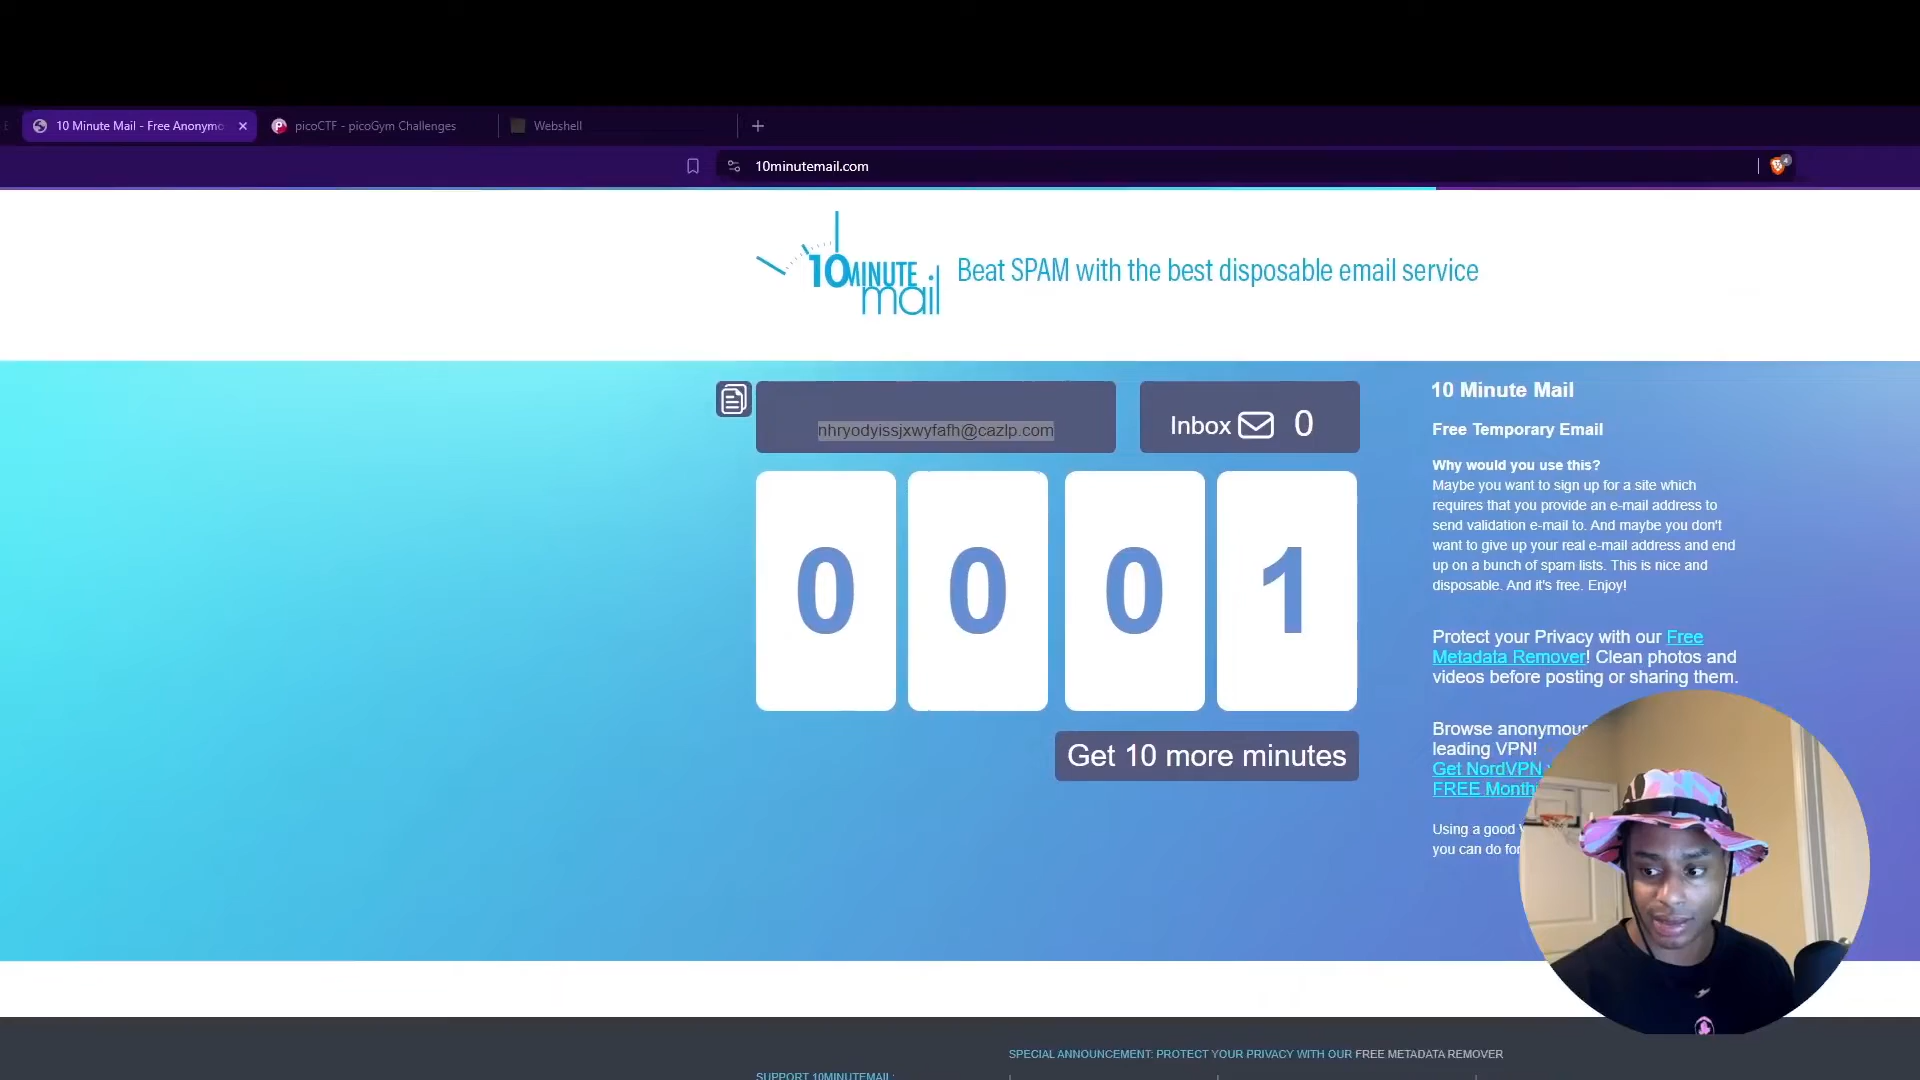 10 Minute Mail - Free Anonymo
picoCTF - picoGym Challenges
Webshell
10minutemail.com
4
10 MINUTE
mail
Beat SPAM with the best disposable email service
nhryodyissjxwyfafh@cazlp.com
Inbox 0
0 0 0 1
Get 10 more minutes
10 Minute Mail
Free Temporary Email
Why would you use this?
Maybe you want to sign up for a site which
requires that you provide an e-mail address to
send validation e-mail to. And maybe you don't
want to give up your real e-mail address and end
up on a bunch of spam lists. This is nice and
disposable. And it's free. Enjoy!
Protect your Privacy with our Free
Metadata Remover! Clean photos and
videos before posting or sharing them.
Browse anonymous
leading VPN!
Get NordVPN
FREE Month
Using a good
you can do for
SPECIAL ANNOUNCEMENT: PROTECT YOUR PRIVACY WITH OUR FREE METADATA REMOVER
SUPPORT 10MINUTEMAIL: